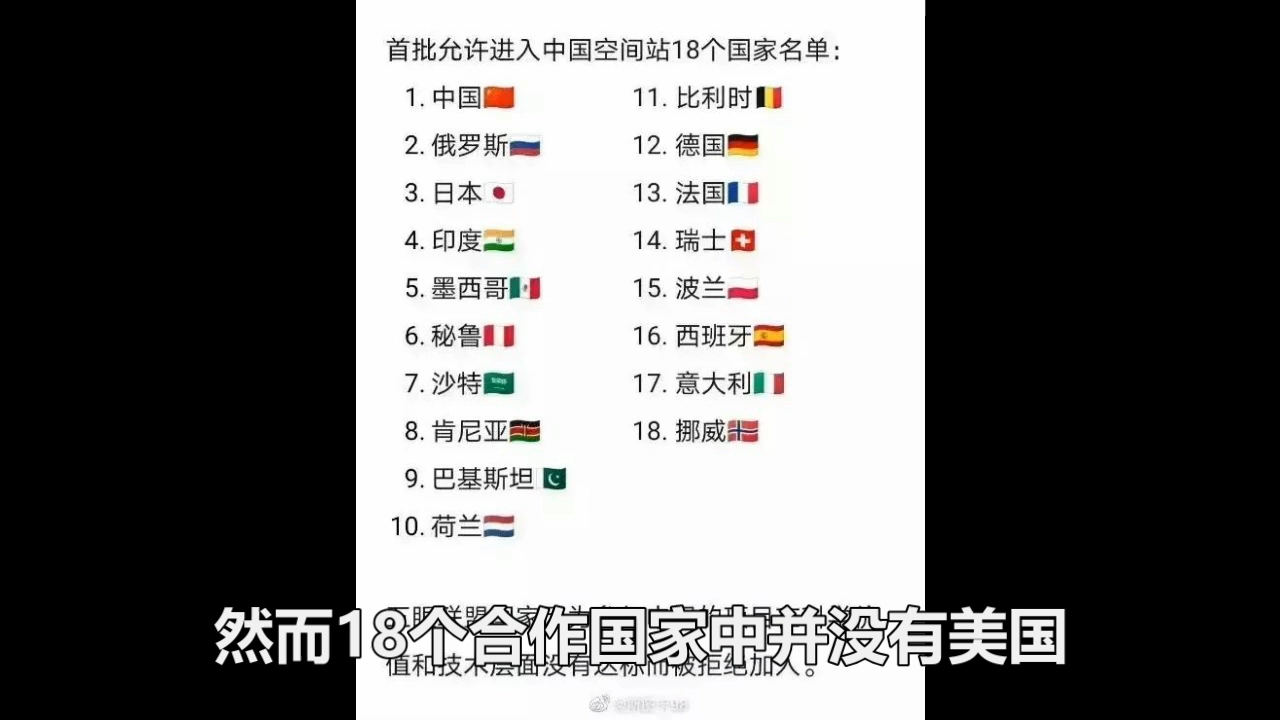 首批允许进入中国空间站18个国家名单：
1. 中国
2. 俄罗斯
3. 日本
4. 印度
5. 墨西哥
6. 秘鲁
7. 沙特
8. 肯尼亚
9. 巴基斯坦
10. 荷兰
11. 比利时
12. 德国
13. 法国
14. 瑞士
15. 波兰
16. 西班牙
17. 意大利
18. 挪威
然而18个合作国家中并没有美国
值和技术层面没有达标而被拒绝加入。